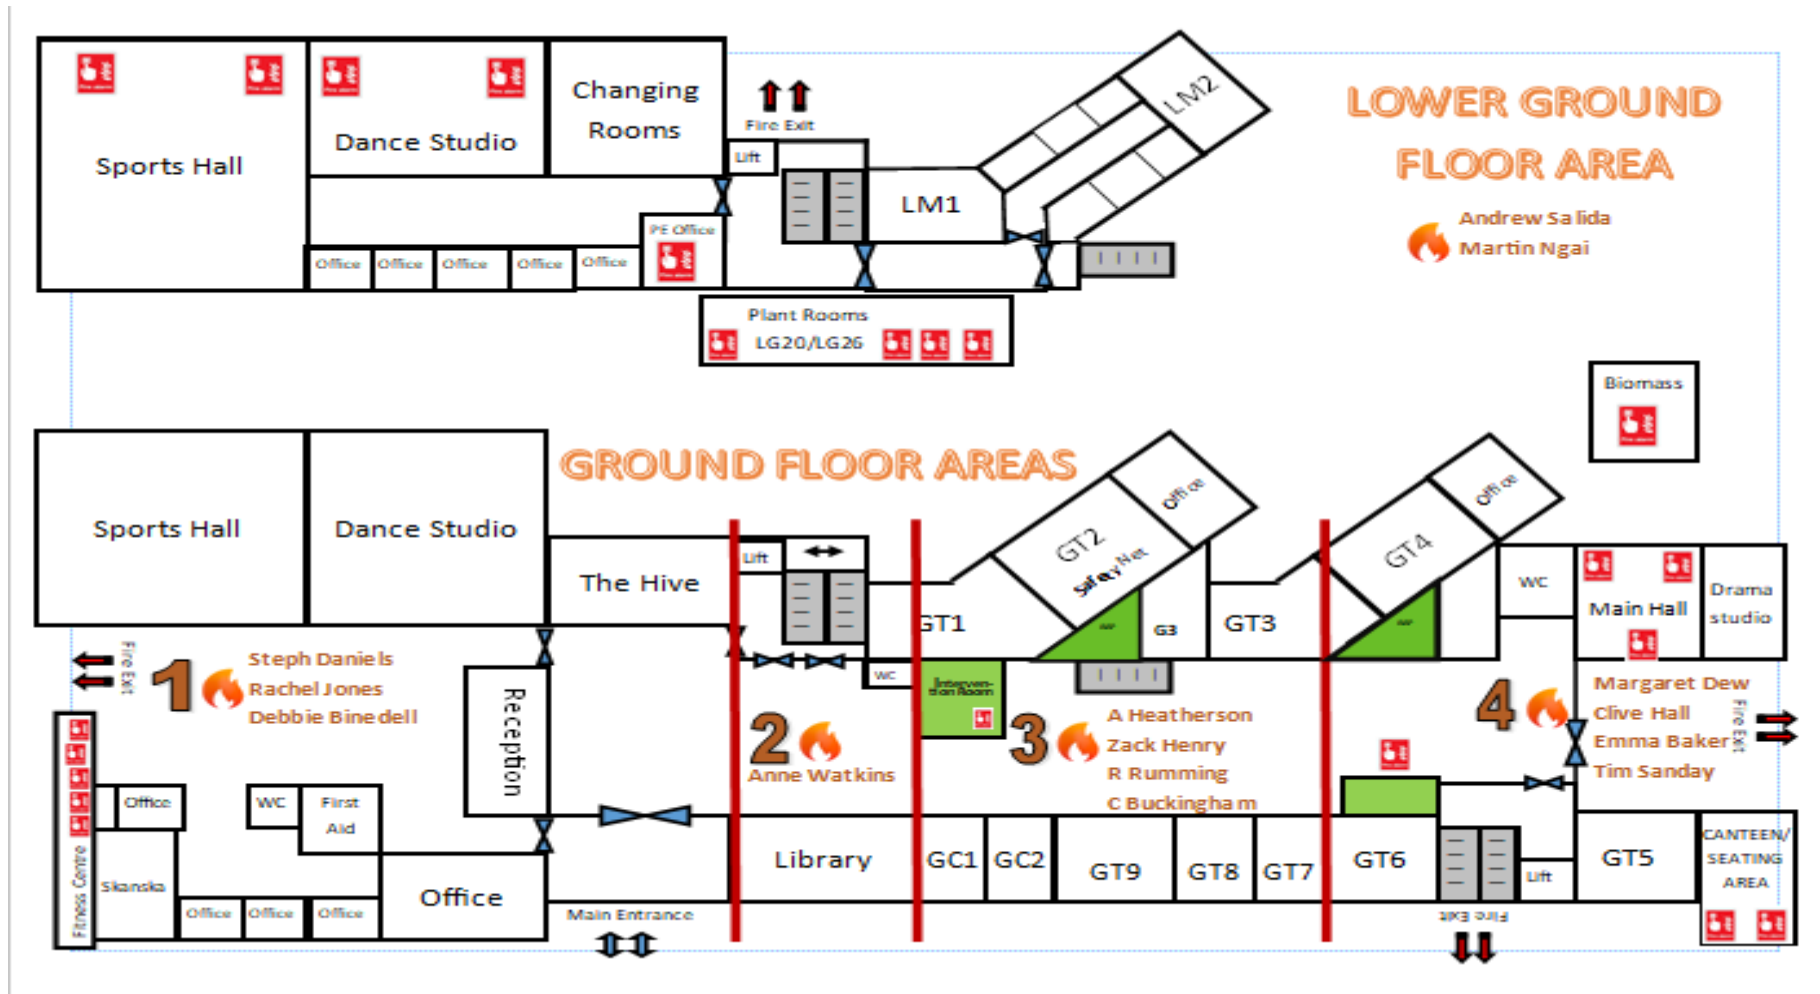 LOWER GROUND
FLOOR AREA
Andrew Salida
Martin Ngai
Sports Hall
Dance Studio
Changing
Rooms
Fire Exit
Lift
LM1
LM2
PE Office
Office
Office
Office
Office
Office
Plant Rooms
LG20/LG26
Biomass
GROUND FLOOR AREAS
Sports Hall
Dance Studio
The Hive
Lift
GT1
GT2
Safety Net
Office
G3
GT3
GT4
Office
WC
Main Hall
Drama
studio
Fire Exit
1
Steph Daniels
Rachel Jones
Debbie Binedell
Reception
WC
Interven-
tion Room
2
Anne Watkins
3
A Heatherson
Zack Henry
R Rumming
C Buckingham
4
Margaret Dew
Clive Hall
Emma Baker
Tim Sanday
Fire Exit
Fitness Centre
Office
WC
First
Aid
Skanska
Office
Office
Office
Office
Main Entrance
Library
GC1
GC2
GT9
GT8
GT7
GT6
Lift
GT5
CANTEEN/
SEATING
AREA
Fire Exit